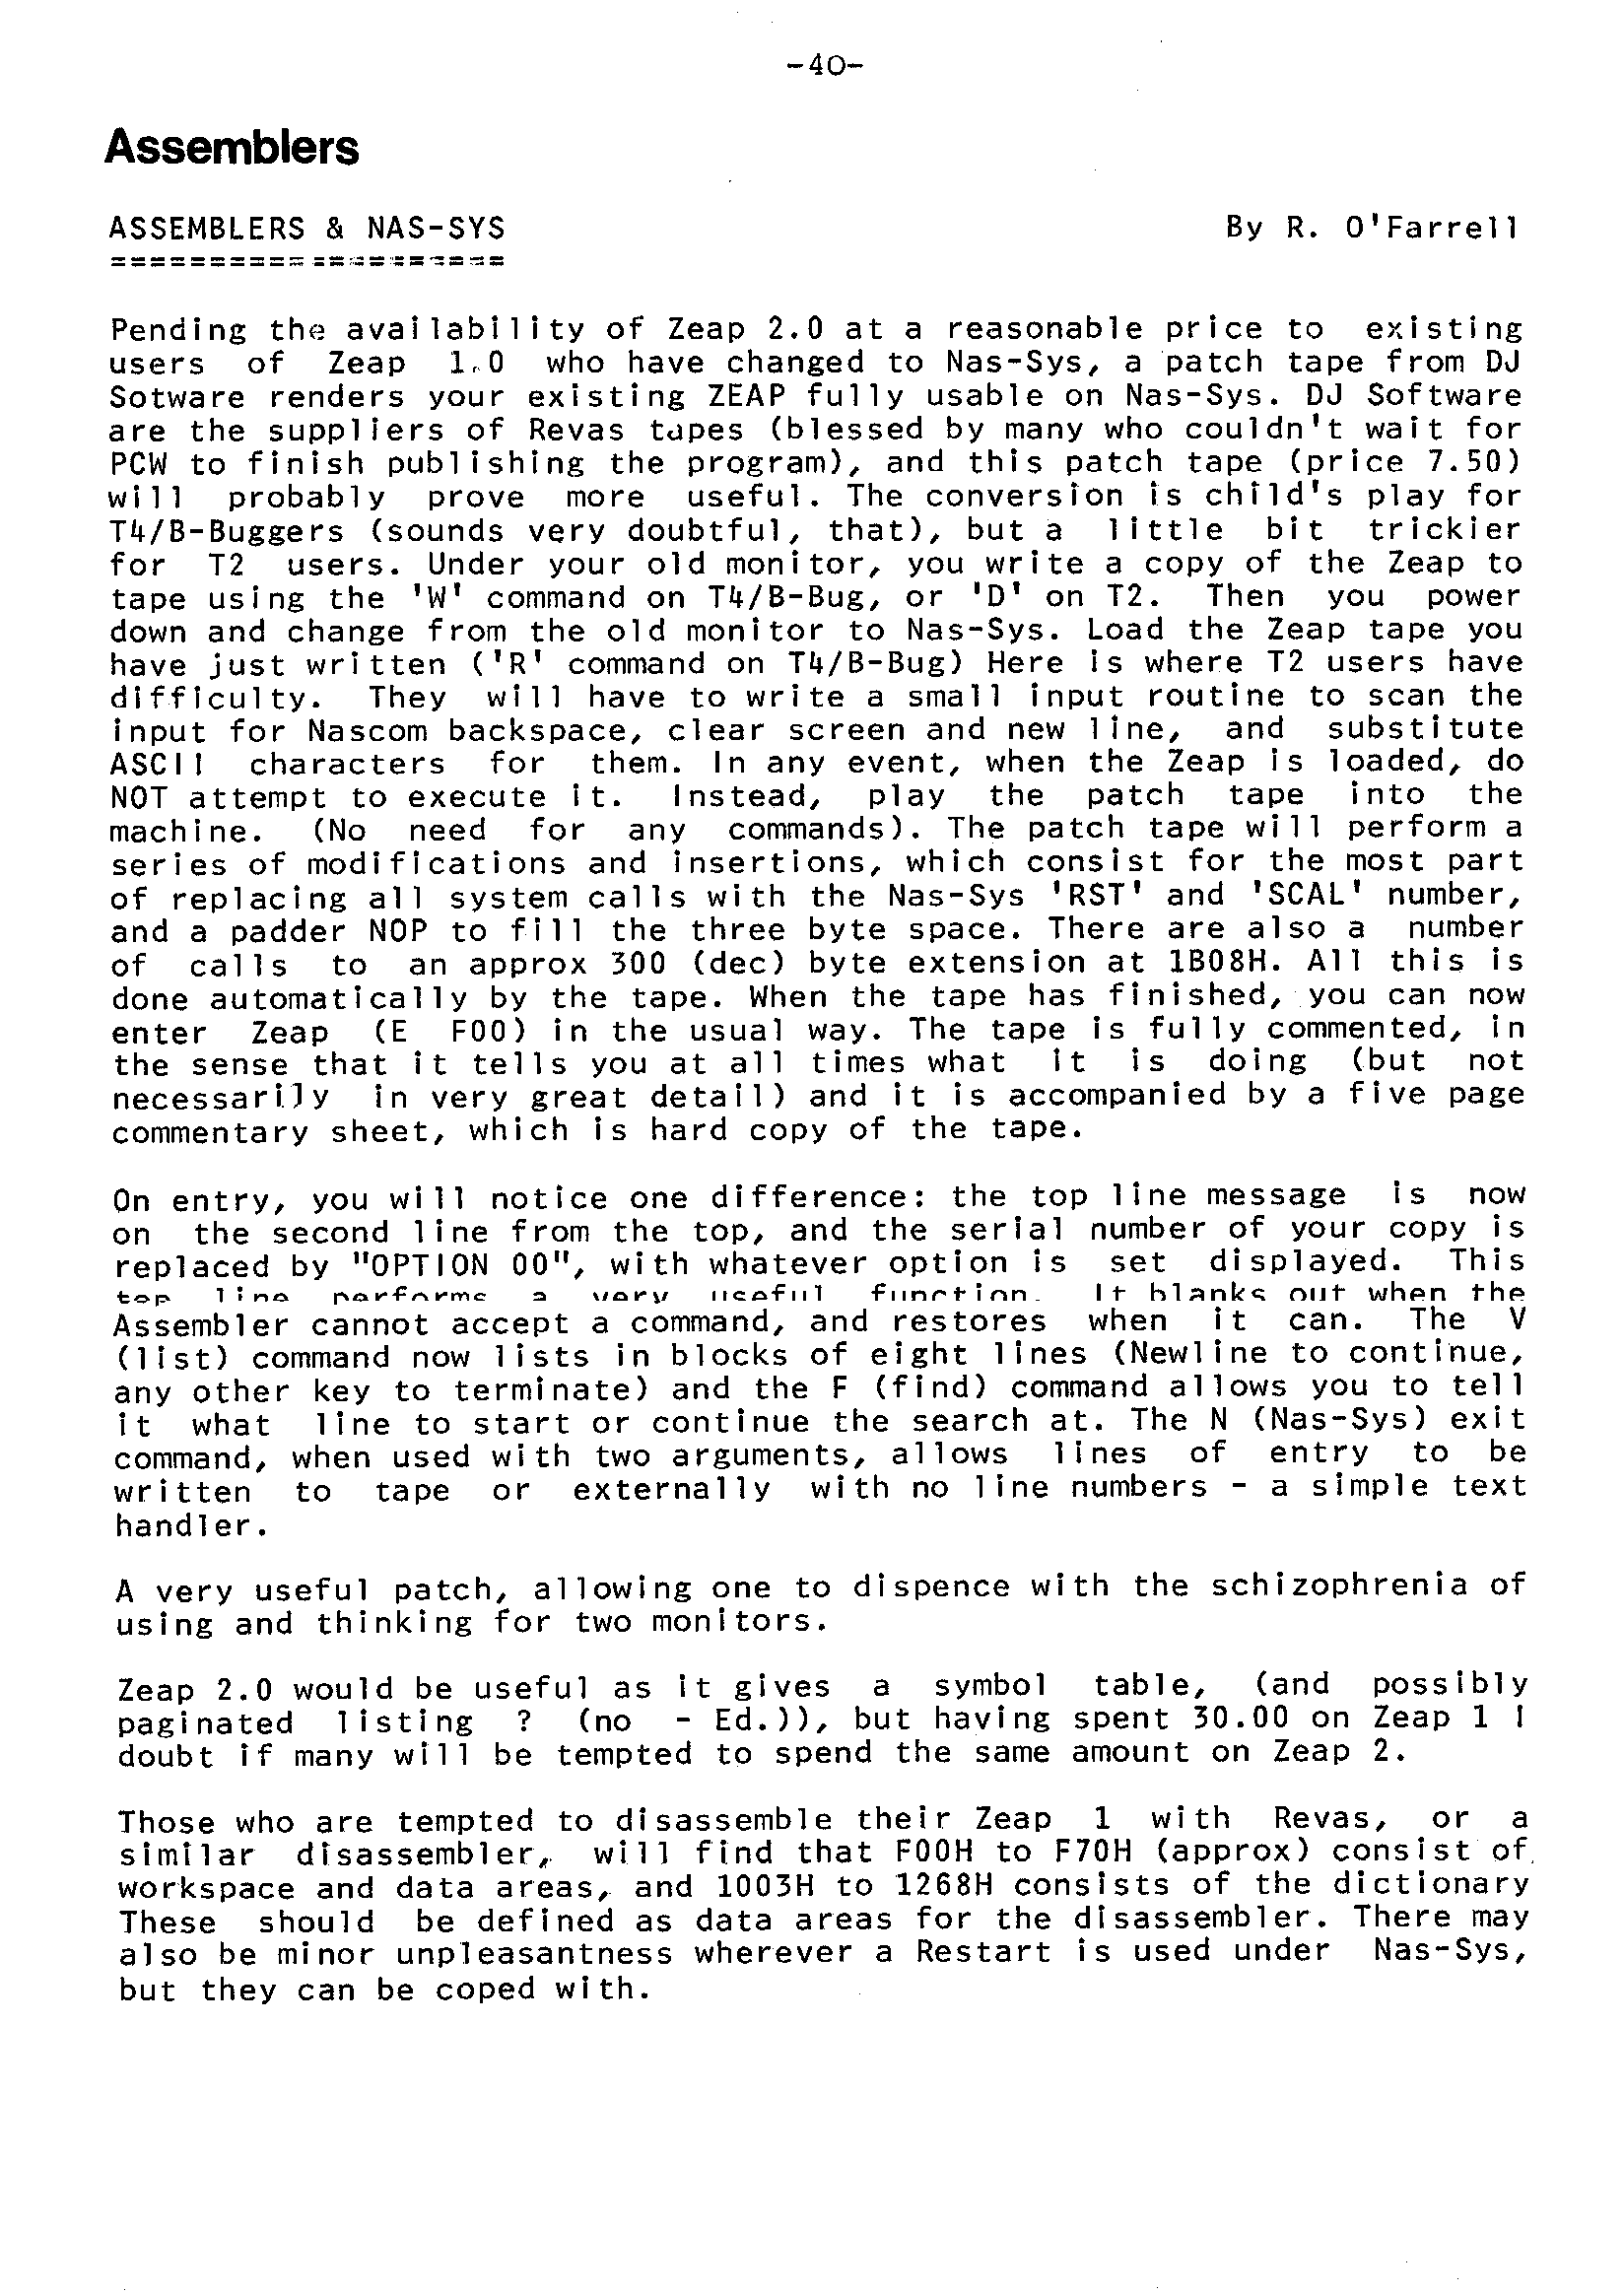 -40-
Assemblers
ASSEMBLERS & NAS-SYS By R. O'Farrell
====================
Pending the availability of Zeap 2.0 at a reasonable price to existing
users of Zeap 1.0 who have changed to Nas-Sys, a patch tape from DJ
Sotware renders your existing ZEAP fully usable on Nas-Sys. DJ Software
are the suppliers of Revas tapes (blessed by many who couldn't wait for
PCW to finish publishing the program), and this patch tape (price 7.50)
will probably prove more useful. The conversion is child's play for
T4/B-Buggers (sounds very doubtful, that), but a little bit trickier
for T2 users. Under your old monitor, you write a copy of the Zeap to
tape using the 'W' command on T4/B-Bug, or 'D' on T2. Then you power
down and change from the old monitor to Nas-Sys. Load the Zeap tape you
have just written ('R' command on T4/B-Bug) Here is where T2 users have
difficulty. They will have to write a small input routine to scan the
input for Nascom backspace, clear screen and new line, and substitute
ASCII characters for them. In any event, when the Zeap is loaded, do
NOT attempt to execute it. Instead, play the patch tape into the
machine. (No need for any commands). The patch tape will perform a
series of modifications and insertions, which consist for the most part
of replacing all system calls with the Nas-Sys 'RST' and 'SCAL' number,
and a padder NOP to fill the three byte space. There are also a number
of calls to an approx 300 (dec) byte extension at 1B08H. All this is
done automatically by the tape. When the tape has finished, you can now
enter Zeap (E F00) in the usual way. The tape is fully commented, in
the sense that it tells you at all times what it is doing (but not
necessarily in very great detail) and it is accompanied by a five page
commentary sheet, which is hard copy of the tape.
On entry, you will notice one difference: the top line message is now
on the second line from the top, and the serial number of your copy is
replaced by "OPTION 00", with whatever option is set displayed. This
top line performs a very useful function. It blanks out when the
Assembler cannot accept a command, and restores when it can. The V
(list) command now lists in blocks of eight lines (Newline to continue,
any other key to terminate) and the F (find) command allows you to tell
it what line to start or continue the search at. The N (Nas-Sys) exit
command, when used with two arguments, allows lines of entry to be
written to tape or externally with no line numbers - a simple text
handler.
A very useful patch, allowing one to dispence with the schizophrenia of
using and thinking for two monitors.
Zeap 2.0 would be useful as it gives a symbol table, (and possibly
paginated listing ? (no - Ed.)), but having spent 30.00 on Zeap 1 I
doubt if many will be tempted to spend the same amount on Zeap 2.
Those who are tempted to disassemble their Zeap 1 with Revas, or a
similar disassembler, will find that F00H to F70H (approx) consist of
workspace and data areas, and 1003H to 1268H consists of the dictionary
These should be defined as data areas for the disassembler. There may
also be minor unpleasantness wherever a Restart is used under Nas-Sys,
but they can be coped with.